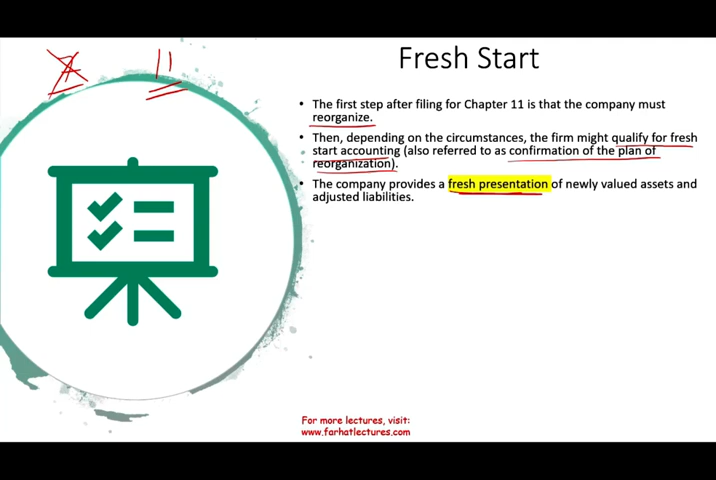 11
Fresh Start
• The first step after filing for Chapter 11 is that the company must
reorganize.
• Then, depending on the circumstances, the firm might qualify for fresh
start accounting (also referred to as confirmation of the plan of
reorganization).
• The company provides a fresh presentation of newly valued assets and
adjusted liabilities.
For more lectures, visit:
www.farhatlectures.com